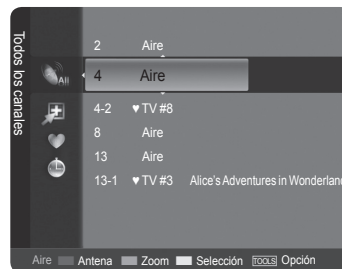 Todos los canales
All
2 Aire
4 Aire
4-2 ♥ TV #8
8 Aire
13 Aire
13-1 ♥ TV #3 Alice's Adventures in Wonderland
Aire Antena Zoom Selección TOOLS Opción